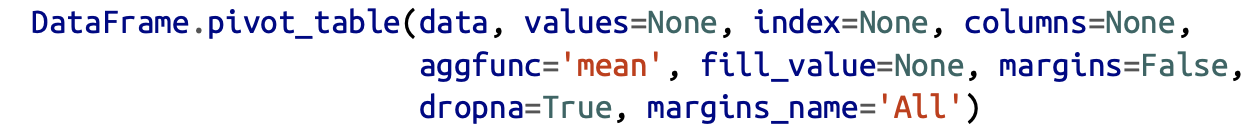 DataFrame.pivot_table(data, values=None, index=None, columns=None,
aggfunc='mean', fill_value=None, margins=False,
dropna=True, margins_name='All')